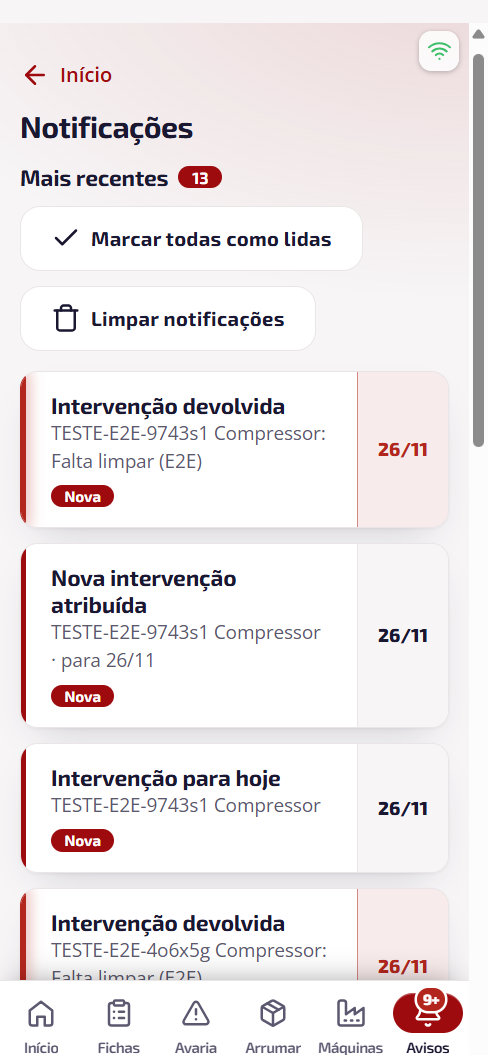 Início
Notificações
Mais recentes 13
Marcar todas como lidas
Limpar notificações
Intervenção devolvida
TESTE-E2E-9743s1 Compressor:
Falta limpar (E2E)
Nova
26/11
Nova intervenção
atribuída
TESTE-E2E-9743s1 Compressor
· para 26/11
Nova
26/11
Intervenção para hoje
TESTE-E2E-9743s1 Compressor
Nova
26/11
Intervenção devolvida
TESTE-E2E-4o6x5g Compressor:
Falta limpar (E2E)
26/11
9+
Início Fichas Avaria Arrumar Máquinas Avisos